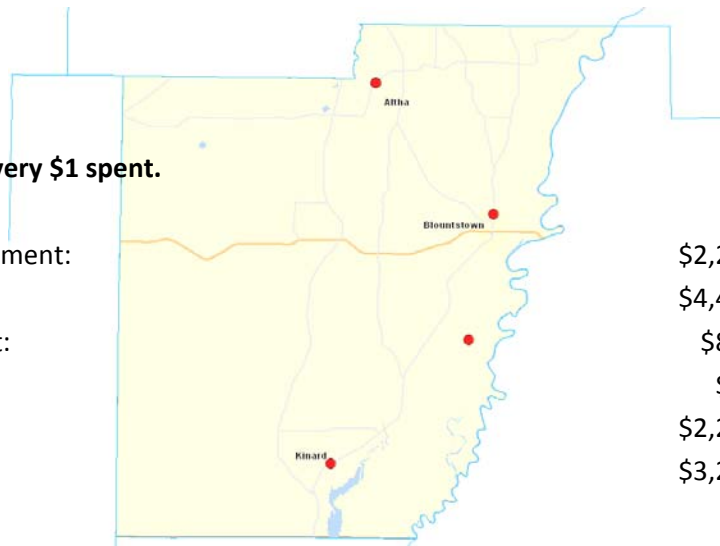 Altha
very $1 spent.
Blountstown
ment:
$2,2
$4,4
t:
$8
$
$2,2
Kinard
$3,2